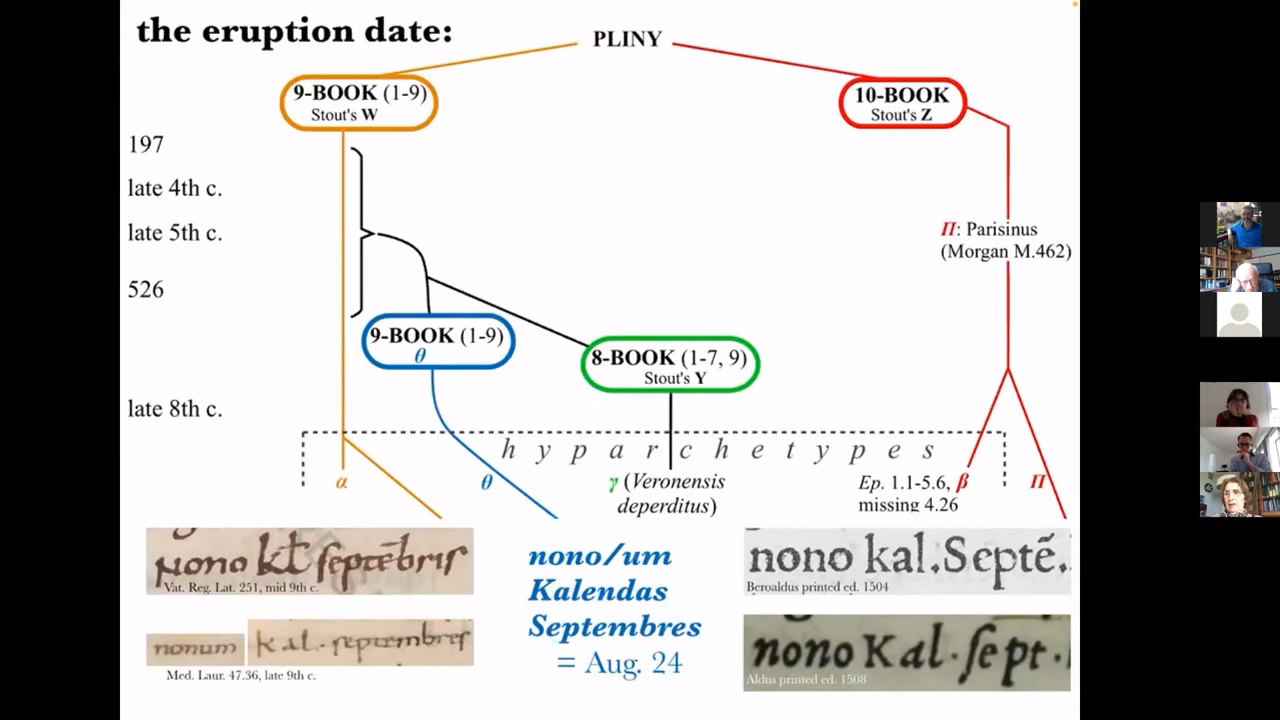 the eruption date:
PLINY
9-BOOK (1-9)
Stout's W
10-BOOK
Stout's Z
197
late 4th c.
late 5th c.
Π: Parisinus
(Morgan M.462)
526
9-BOOK (1-9)
θ
8-BOOK (1-7, 9)
Stout's Y
late 8th c.
hyparchetypes
α
θ
γ (Veronensis
deperditus)
Ep. 1.1-5.6, β
missing 4.26
Π
nono kł septēbris
Vat. Reg. Lat. 251, mid 9th c.
nonum kal. septembres
Med. Laur. 47.36, late 9th c.
nono/um
Kalendas
Septembres
= Aug. 24
nono kal.Septē.
Beroaldus printed ed. 1504
nono Kal. ſept.
Aldus printed ed. 1508